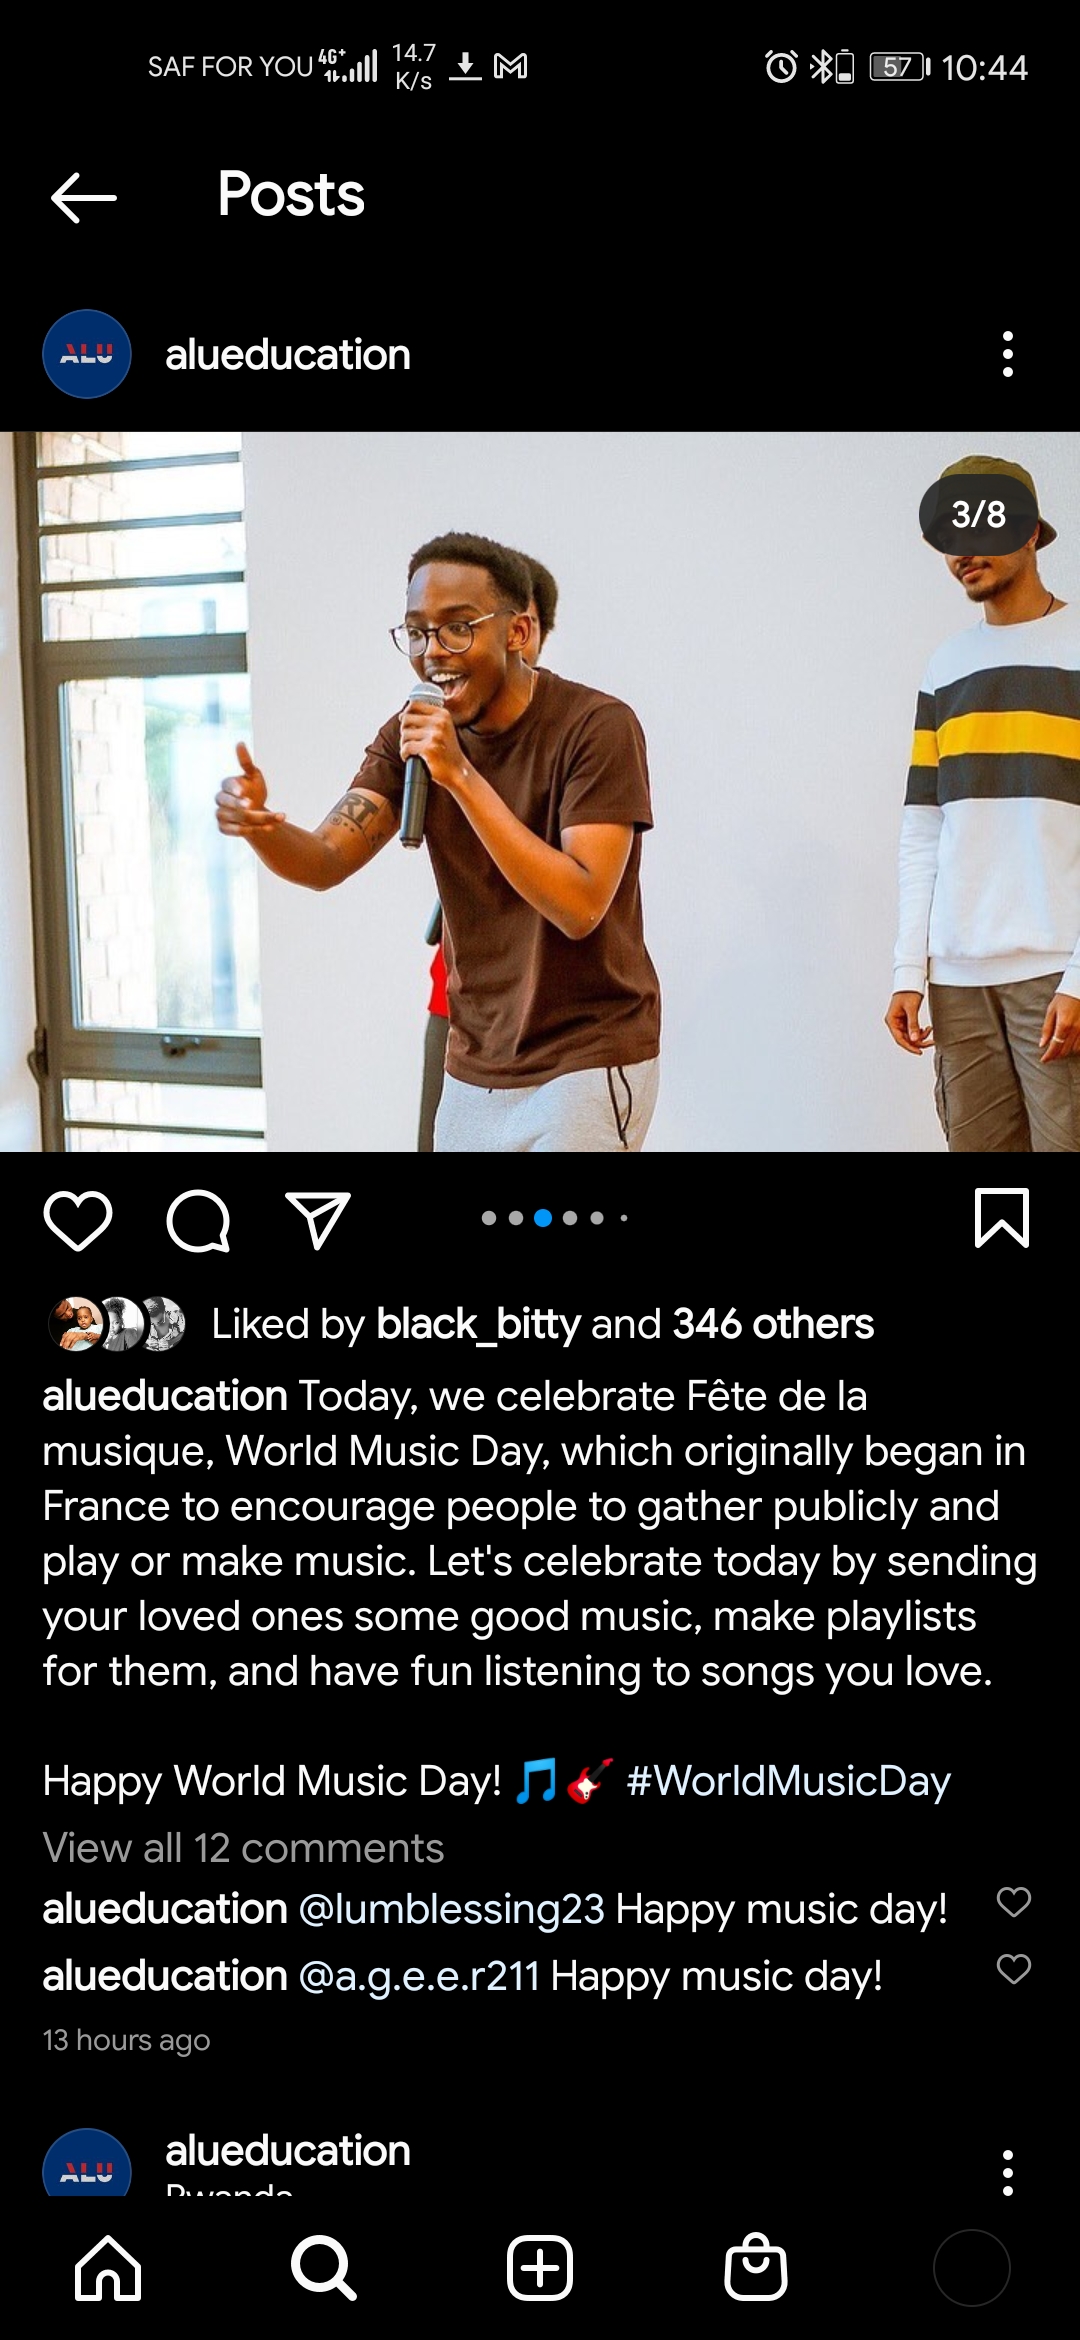 SAF FOR YOU 4G+ 14.7 K/s 57 10:44
Posts
ALU alueducation
3/8
RT
Liked by black_bitty and 346 others
alueducation Today, we celebrate Fête de la
musique, World Music Day, which originally began in
France to encourage people to gather publicly and
play or make music. Let's celebrate today by sending
your loved ones some good music, make playlists
for them, and have fun listening to songs you love.
Happy World Music Day! 🎵🎸 #WorldMusicDay
View all 12 comments
alueducation @lumblessing23 Happy music day!
alueducation @a.g.e.e.r211 Happy music day!
13 hours ago
ALU alueducation
Rwanda